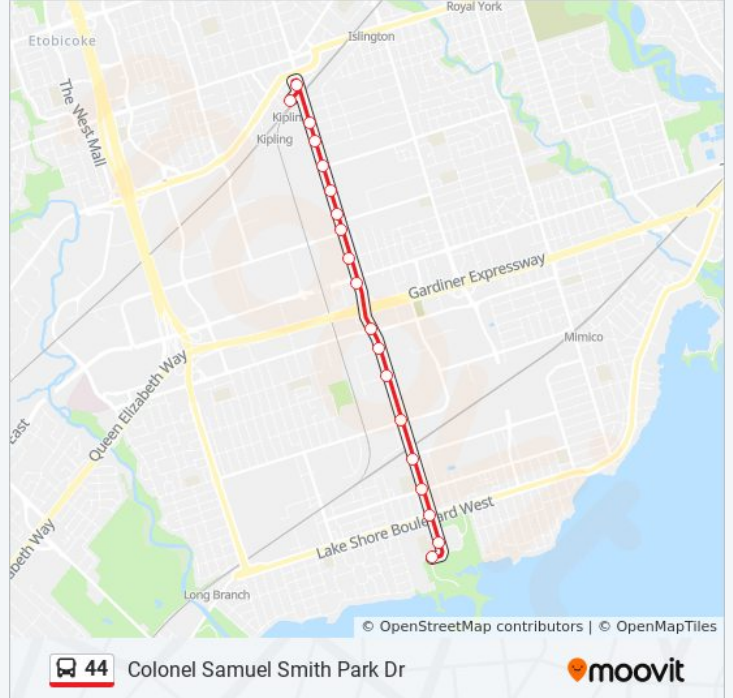 Royal York
Etobicoke
Islington
The West Mall
Kiplin
Kipling
Gardiner Expressway
Mimico
Queen Elizabeth Way
East
Lake Shore Boulevard West
abeth Way
Long Branch
© OpenStreetMap contributors | © OpenMapTiles
44 Colonel Samuel Smith Park Dr
moovit